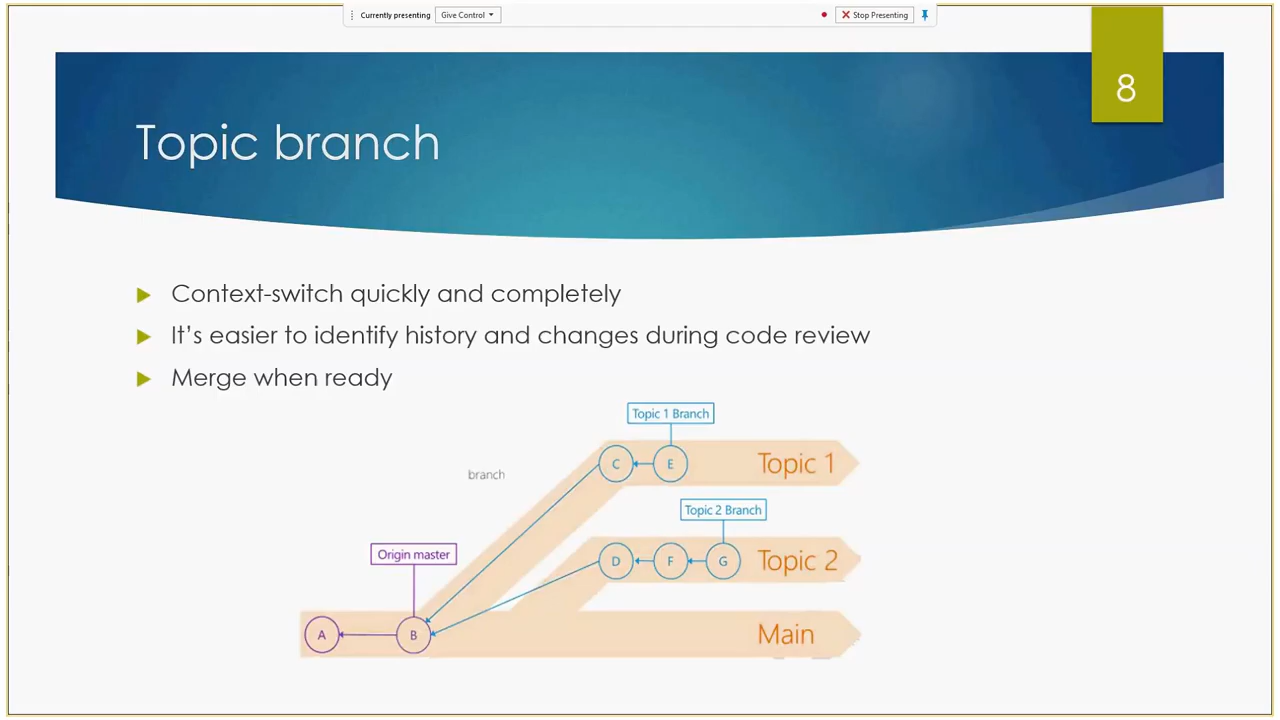 Currently presenting Give Control Stop Presenting
8
Topic branch
Context-switch quickly and completely
It's easier to identify history and changes during code review
Merge when ready
Topic 1 Branch
C E Topic 1
branch
Topic 2 Branch
Origin master
D F G Topic 2
A B Main